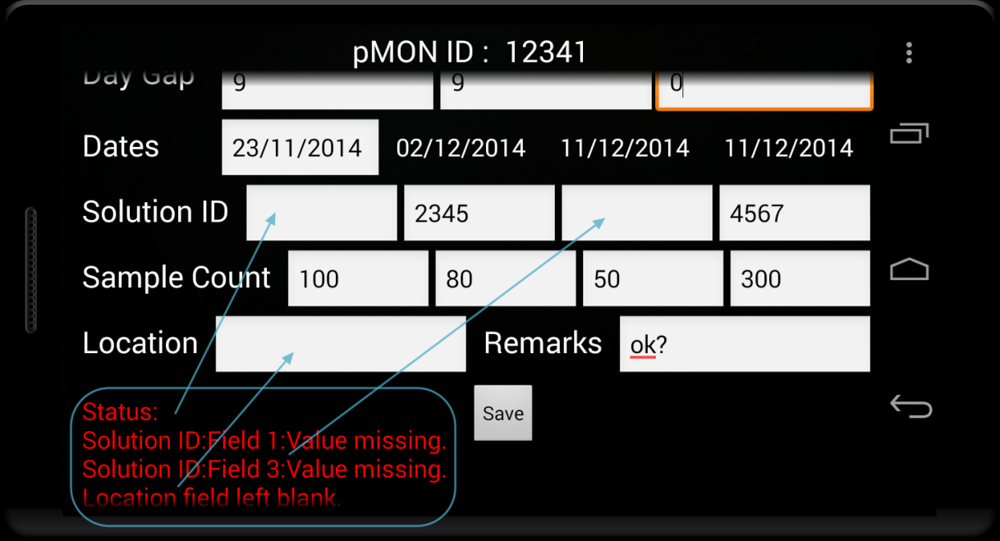 pMON ID : 12341
Day Gap 9 9 0
Dates 23/11/2014 02/12/2014 11/12/2014 11/12/2014
Solution ID 2345 4567
Sample Count 100 80 50 300
Location Remarks ok?
Status:
Save
Solution ID:Field 1:Value missing.
Solution ID:Field 3:Value missing.
Location field left blank.